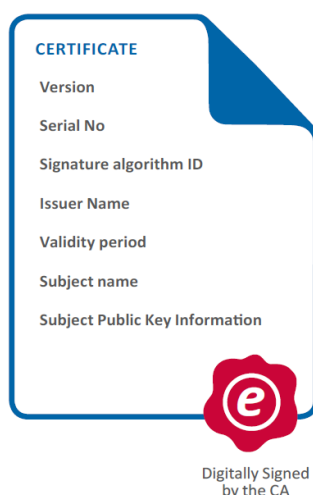 CERTIFICATE
Version
Serial No
Signature algorithm ID
Issuer Name
Validity period
Subject name
Subject Public Key Information
e
Digitally Signed
by the CA